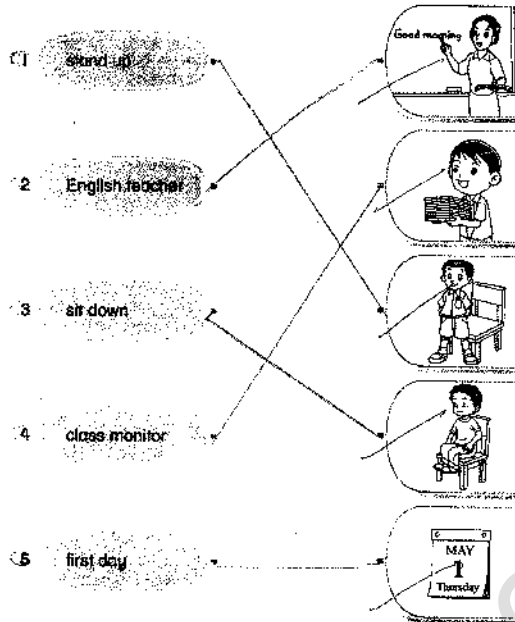 Good morning
1 stand up
2 English teacher
3 sit down
4 class monitor
5 first day
MAY
1
Thursday